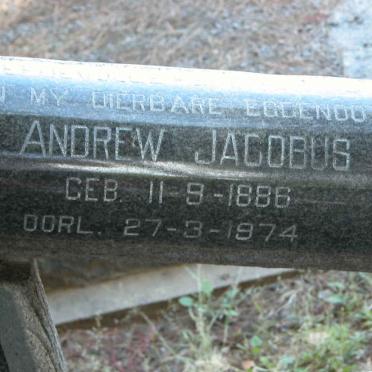 MY DIERBARE EGGENOO
ANDREW JACOBUS
GEB. 11-9-1886
OORL. 27-3-1974